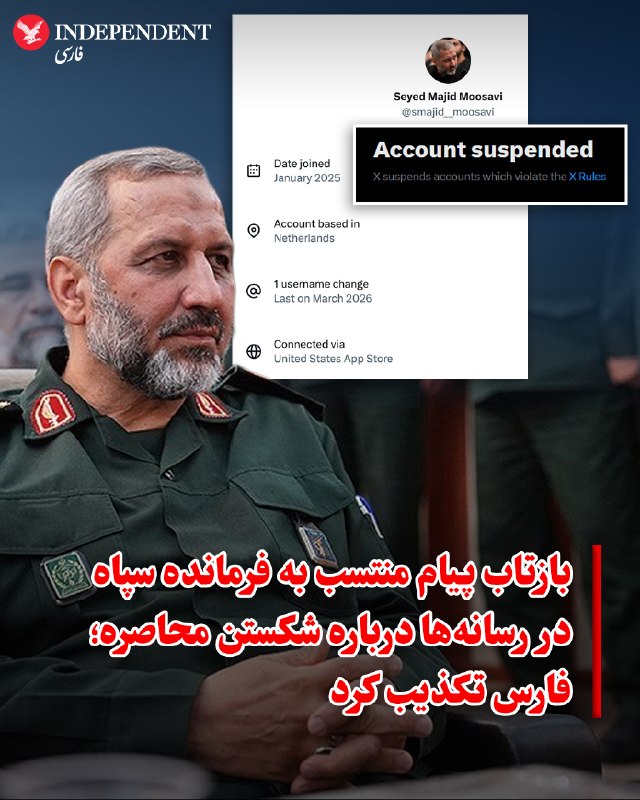 INDEPENDENT
فارسی
Seyed Majid Moosavi
@smajid__moosavi
Account suspended
X suspends accounts which violate the X Rules
Date joined
January 2025
Account based in
Netherlands
1 username change
Last on March 2026
Connected via
United States App Store
بازتاب پیام منتسب به فرمانده سپاه
در رسانه‌ها درباره شکستن محاصره؛
فارس تکذیب کرد